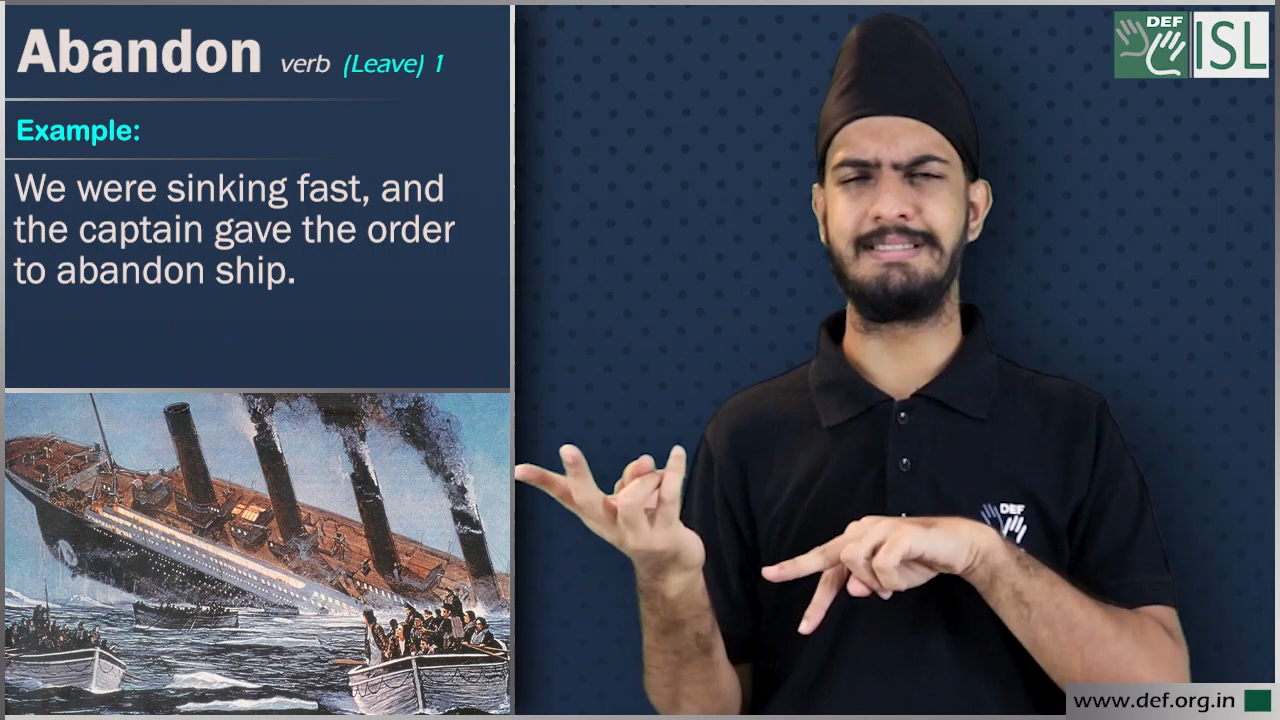 Abandon verb (Leave) 1
Example:
We were sinking fast, and
the captain gave the order
to abandon ship.
DEF
ISL
DEF
www.def.org.in